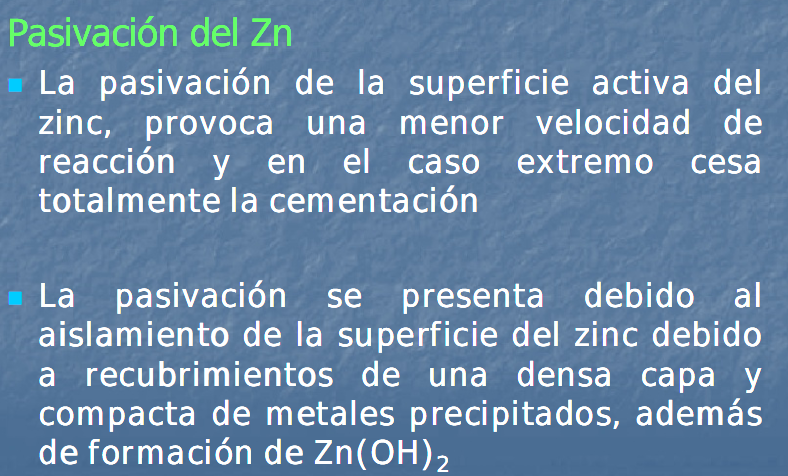 Pasivación del Zn
La pasivación de la superficie activa del
zinc, provoca una menor velocidad de
reacción y en el caso extremo cesa
totalmente la cementación
La pasivación se presenta debido al
aislamiento de la superficie del zinc debido
a recubrimientos de una densa capa y
compacta de metales precipitados, además
de formación de Zn(OH)₂